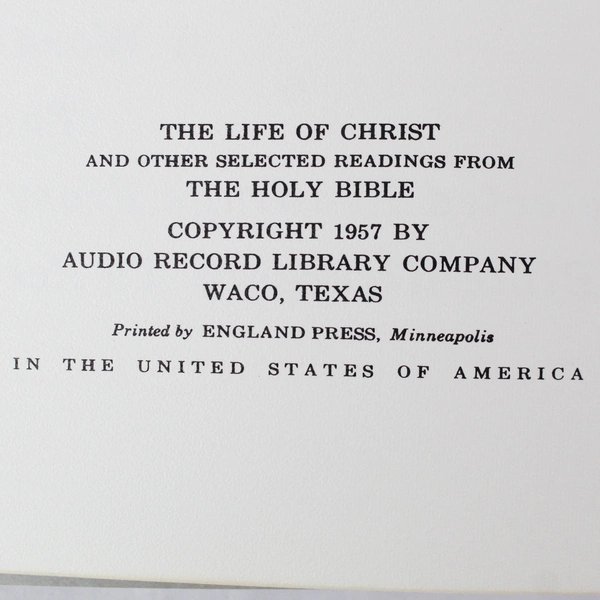 THE LIFE OF CHRIST
AND OTHER SELECTED READINGS FROM
THE HOLY BIBLE
COPYRIGHT 1957 BY
AUDIO RECORD LIBRARY COMPANY
WACO, TEXAS
Printed by ENGLAND PRESS, Minneapolis
IN THE UNITED STATES OF AMERICA